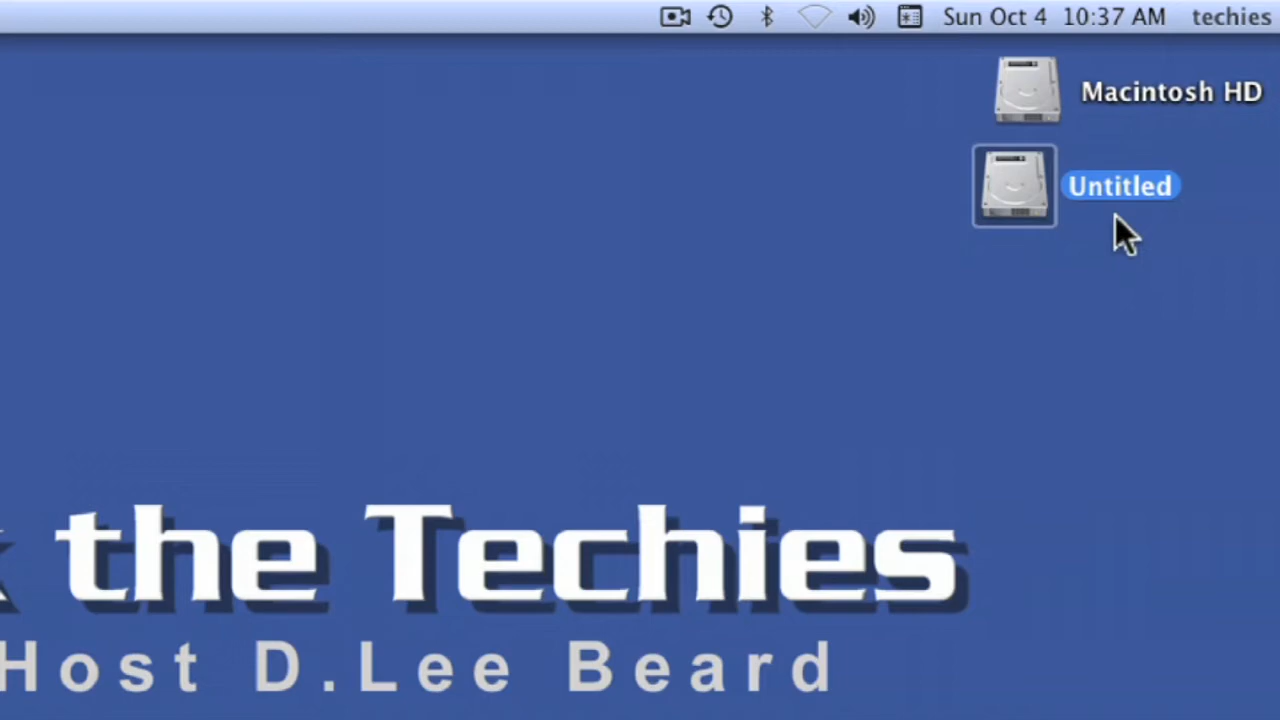 Sun Oct 4 10:37 AM techies
Macintosh HD
Untitled
the Techies
Host D.Lee Beard